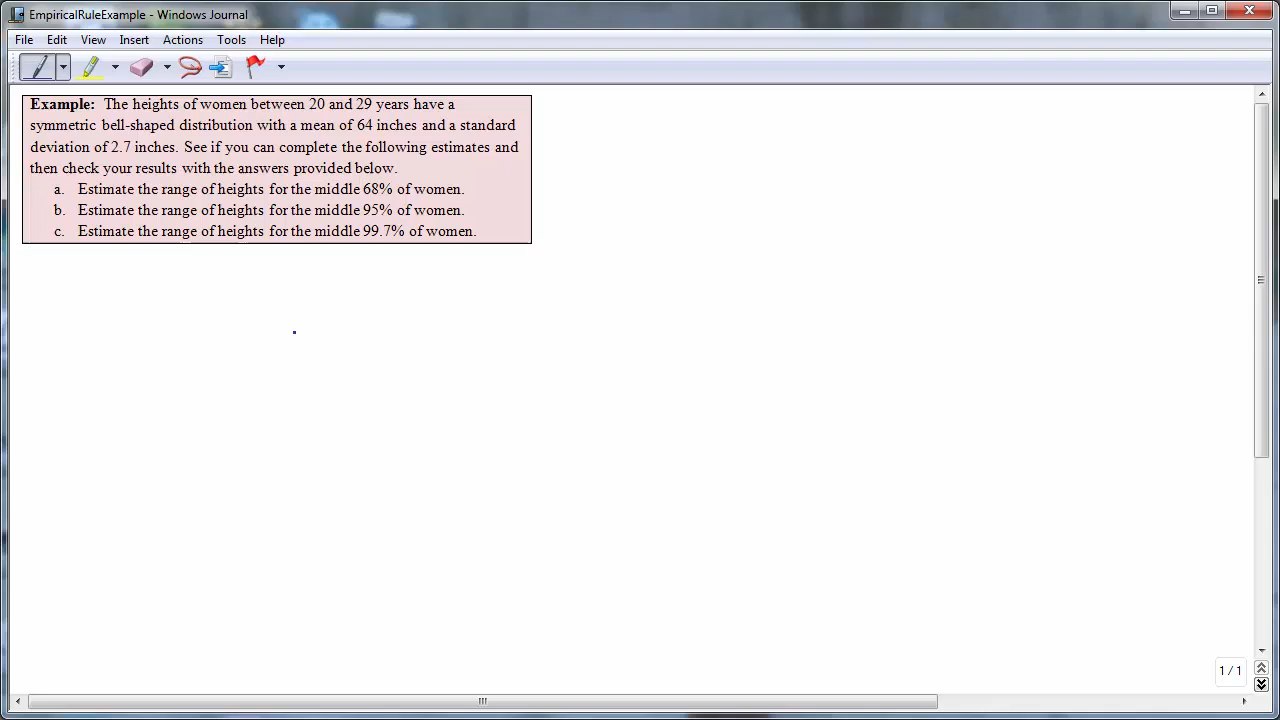 EmpiricalRuleExample - Windows Journal
File Edit View Insert Actions Tools Help
Example: The heights of women between 20 and 29 years have a
symmetric bell-shaped distribution with a mean of 64 inches and a standard
deviation of 2.7 inches. See if you can complete the following estimates and
then check your results with the answers provided below.
a. Estimate the range of heights for the middle 68% of women.
b. Estimate the range of heights for the middle 95% of women.
c. Estimate the range of heights for the middle 99.7% of women.
1 / 1